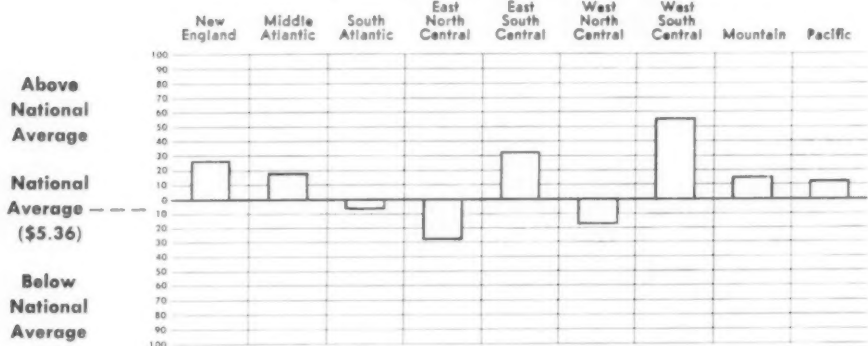 New England
Middle Atlantic
South Atlantic
East North Central
East South Central
West North Central
West South Central
Mountain
Pacific
Above
National
Average
National
Average
($5.36)
Below
National
Average
100
90
80
70
60
50
40
30
20
10
0
10
20
30
40
50
60
70
80
90
100